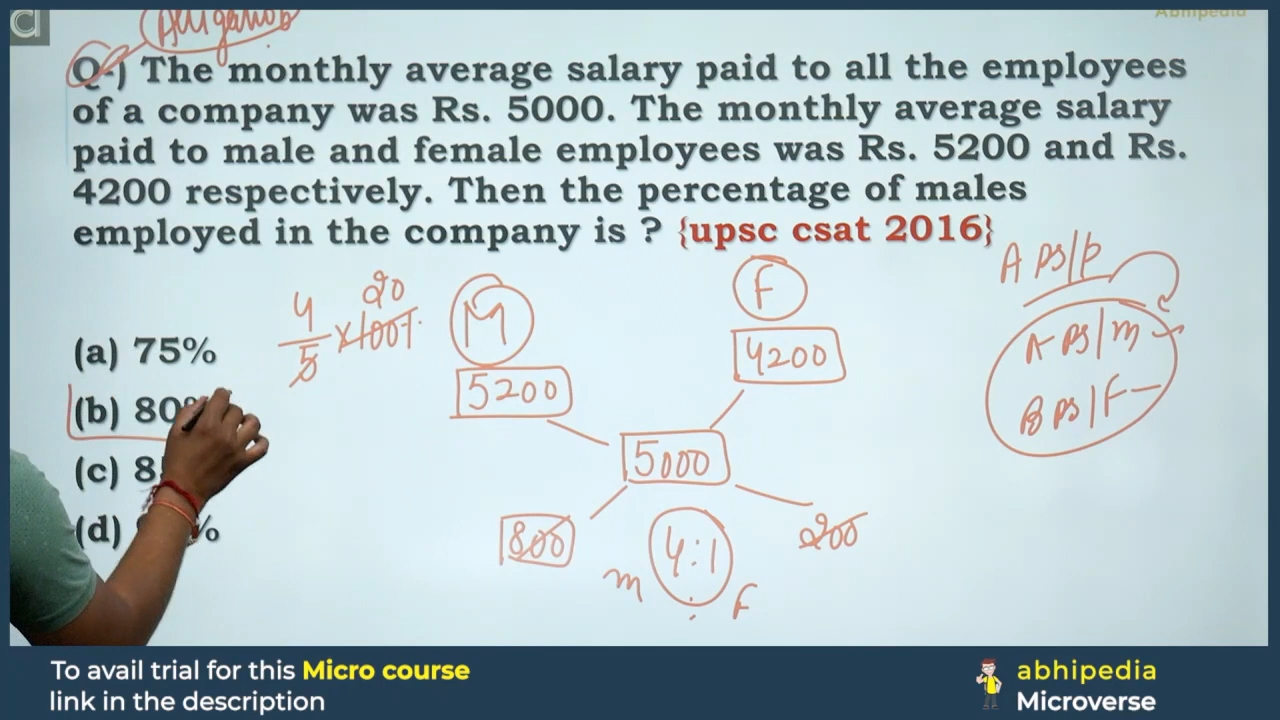 Abhipedia
Q-) The monthly average salary paid to all the employees
of a company was Rs. 5000. The monthly average salary
paid to male and female employees was Rs. 5200 and Rs.
4200 respectively. Then the percentage of males
employed in the company is ? {upsc csat 2016}
(a) 75%
(b) 80%
(c) 8
(d) %
4/5 × 100%
20
M
F
5200
4200
5000
800
4:1
200
m
F
A PS/P
A PS/m
B PS/F
To avail trial for this Micro course
link in the description
abhipedia
Microverse